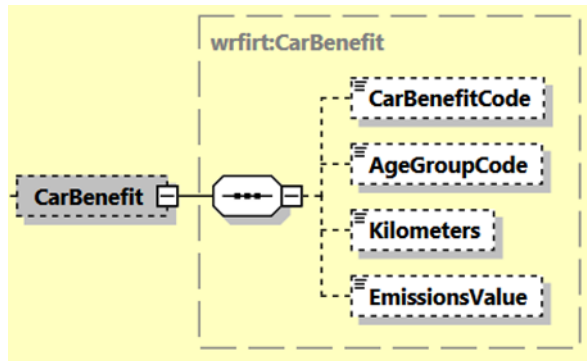 wrfirt:CarBenefit
CarBenefitCode
AgeGroupCode
CarBenefit
Kilometers
EmissionsValue